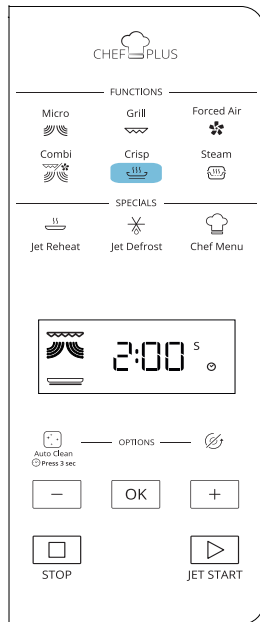 CHEF PLUS
FUNCTIONS
Micro Grill Forced Air
Combi Crisp Steam
SPECIALS
Jet Reheat Jet Defrost Chef Menu
2:00 S
OPTIONS
Auto Clean
Press 3 sec
− OK +
STOP JET START